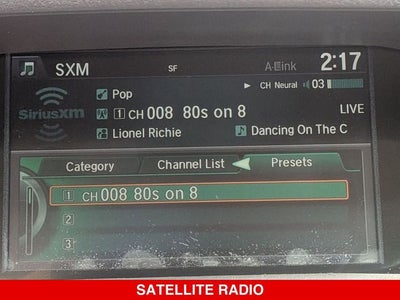 SXM SF A-Link 2:17
CH Neural 03
Pop
SiriusXM 1 CH 008 80s on 8 LIVE
Lionel Richie Dancing On The C
Category Channel List Presets
1 CH 008 80s on 8
2
3
SATELLITE RADIO